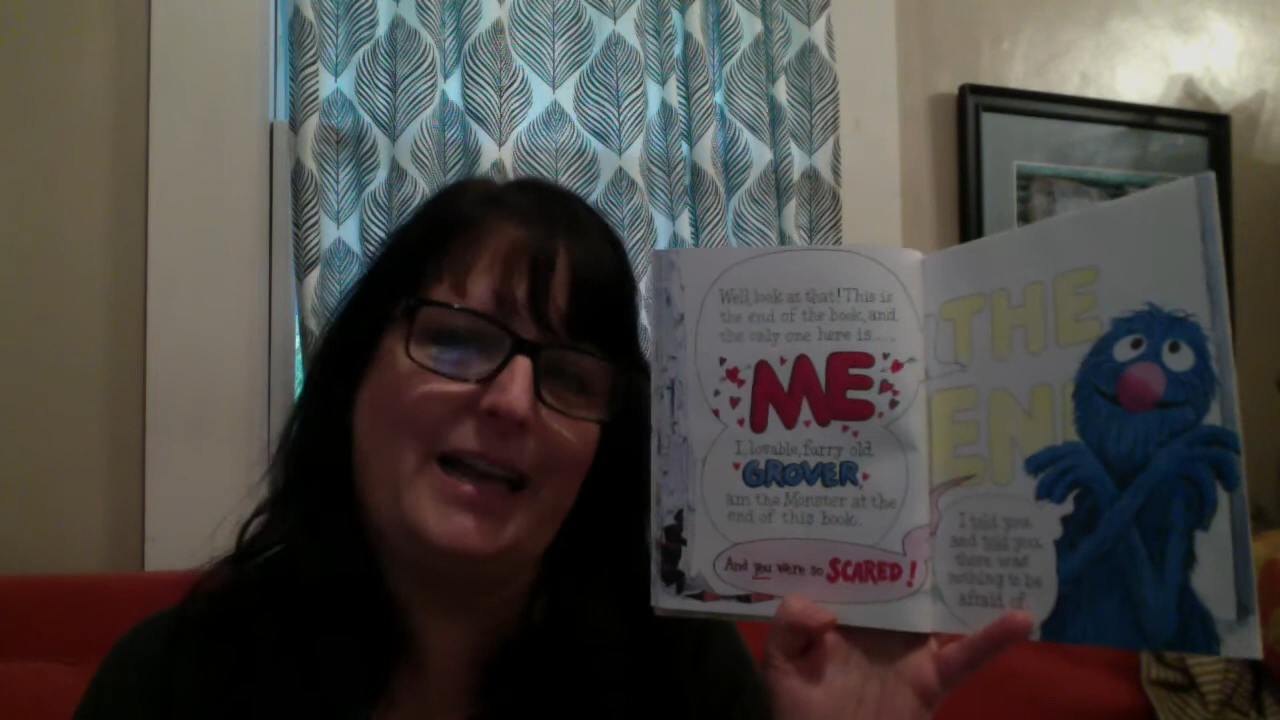 Well, look at that! This is
the end of the book, and
the only one here is....
ME
I, lovable, furry old
GROVER,
am the Monster at the
end of this book.
And you were so SCARED!
THE
END
I told you
and told you
there was
nothing to be
afraid of.